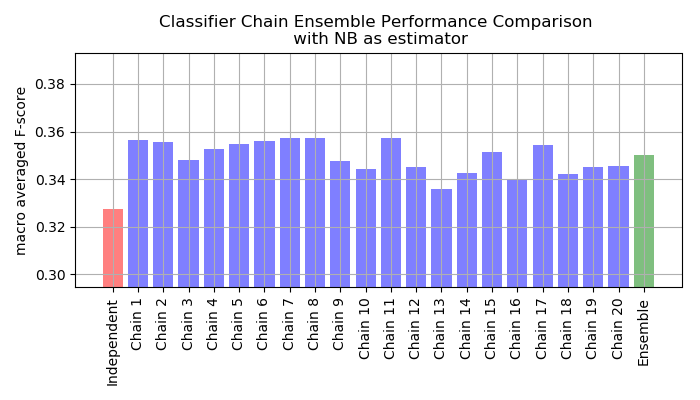 Classifier Chain Ensemble Performance Comparison
with NB as estimator
macro averaged F-score
0.38
0.36
0.34
0.32
0.30
Independent
Chain 1
Chain 2
Chain 3
Chain 4
Chain 5
Chain 6
Chain 7
Chain 8
Chain 9
Chain 10
Chain 11
Chain 12
Chain 13
Chain 14
Chain 15
Chain 16
Chain 17
Chain 18
Chain 19
Chain 20
Ensemble